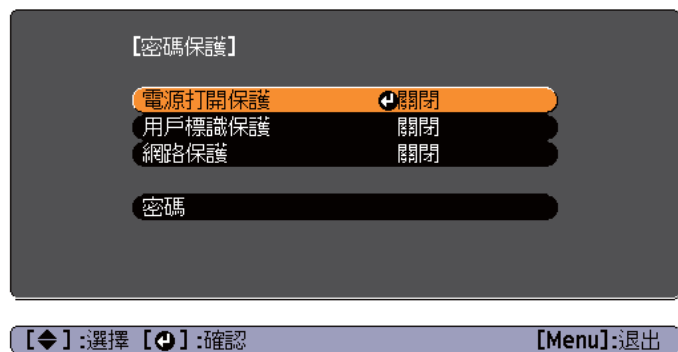 [密碼保護]
電源打開保護 關閉
用戶標識保護 關閉
網路保護 關閉
密碼
[◆]:選擇 [↵]:確認 [Menu]:退出